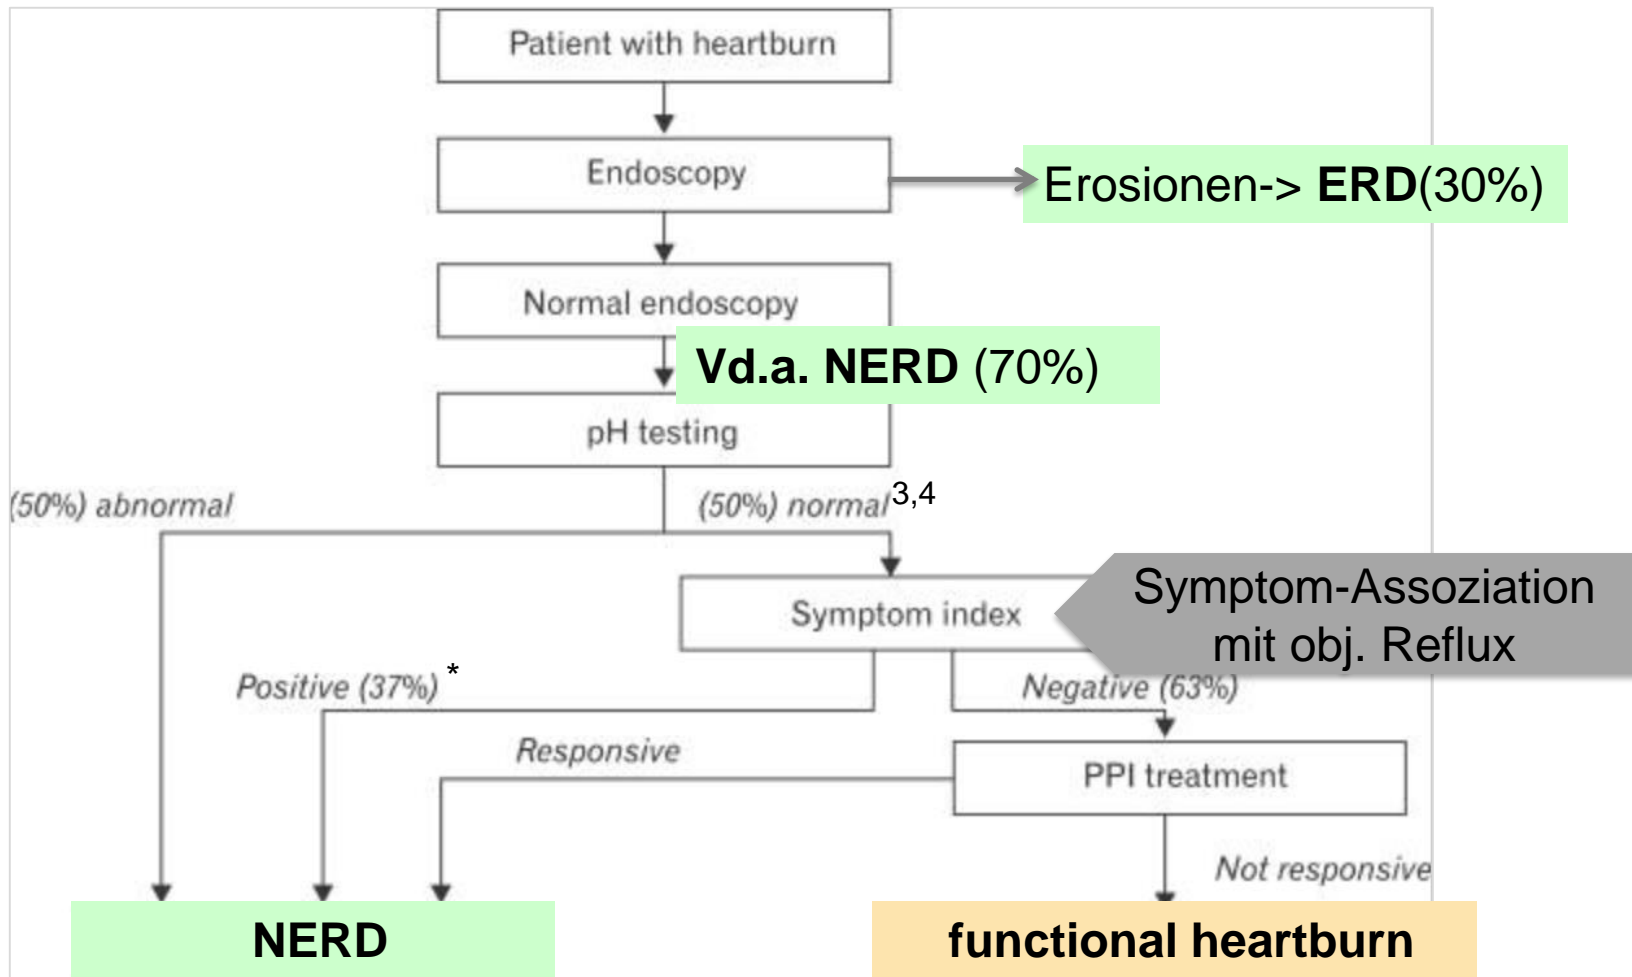 Patient with heartburn
Endoscopy
Erosionen-> ERD(30%)
Normal endoscopy
Vd.a. NERD (70%)
pH testing
(50%) abnormal
(50%) normal3,4
Symptom index
Symptom-Assoziation
mit obj. Reflux
Positive (37%) *
Negative (63%)
Responsive
PPI treatment
Not responsive
NERD
functional heartburn